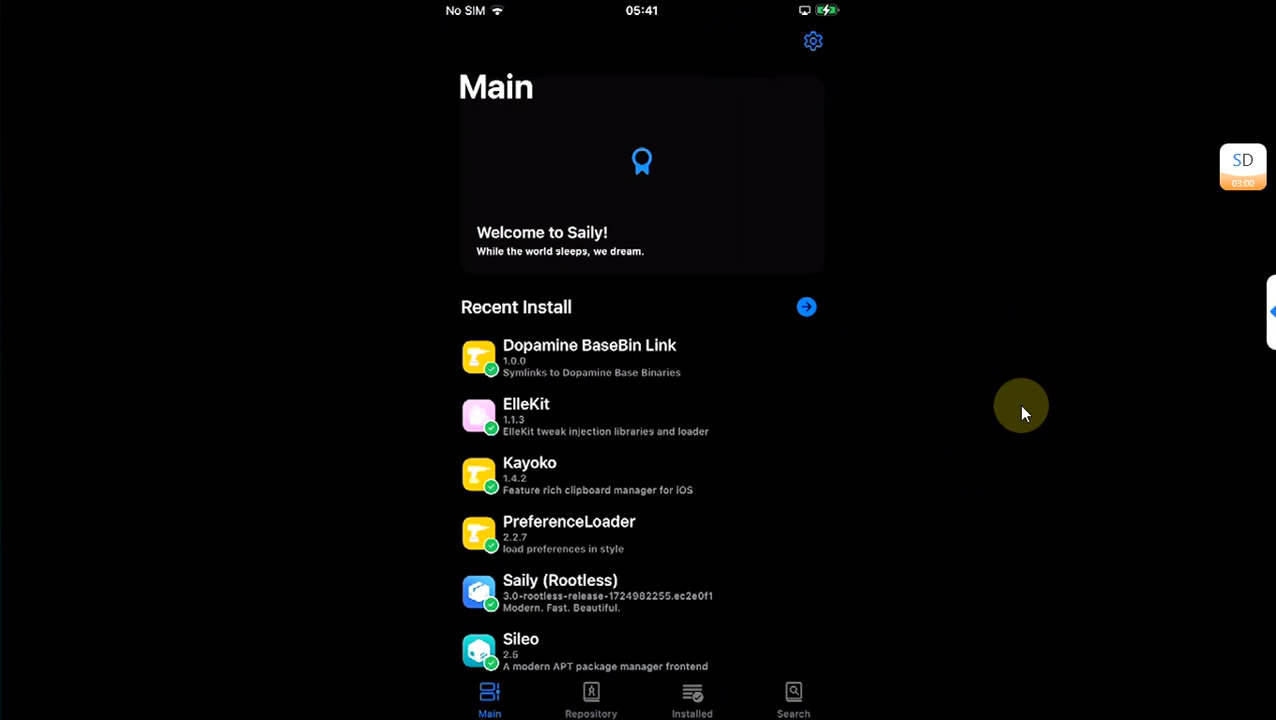 No SIM
05:41
Main
Welcome to Saily!
While the world sleeps, we dream.
Recent Install
Dopamine BaseBin Link
1.0.0
Symlinks to Dopamine Base Binaries
ElleKit
1.1.3
ElleKit tweak injection libraries and loader
Kayoko
1.4.2
Feature rich clipboard manager for iOS
PreferenceLoader
2.2.7
load preferences in style
Saily (Rootless)
3.0-rootless-release-1724982255.ec2e0f1
Modern. Fast. Beautiful.
Sileo
2.5
A modern APT package manager frontend
Main
Repository
Installed
Search
SD
03:00